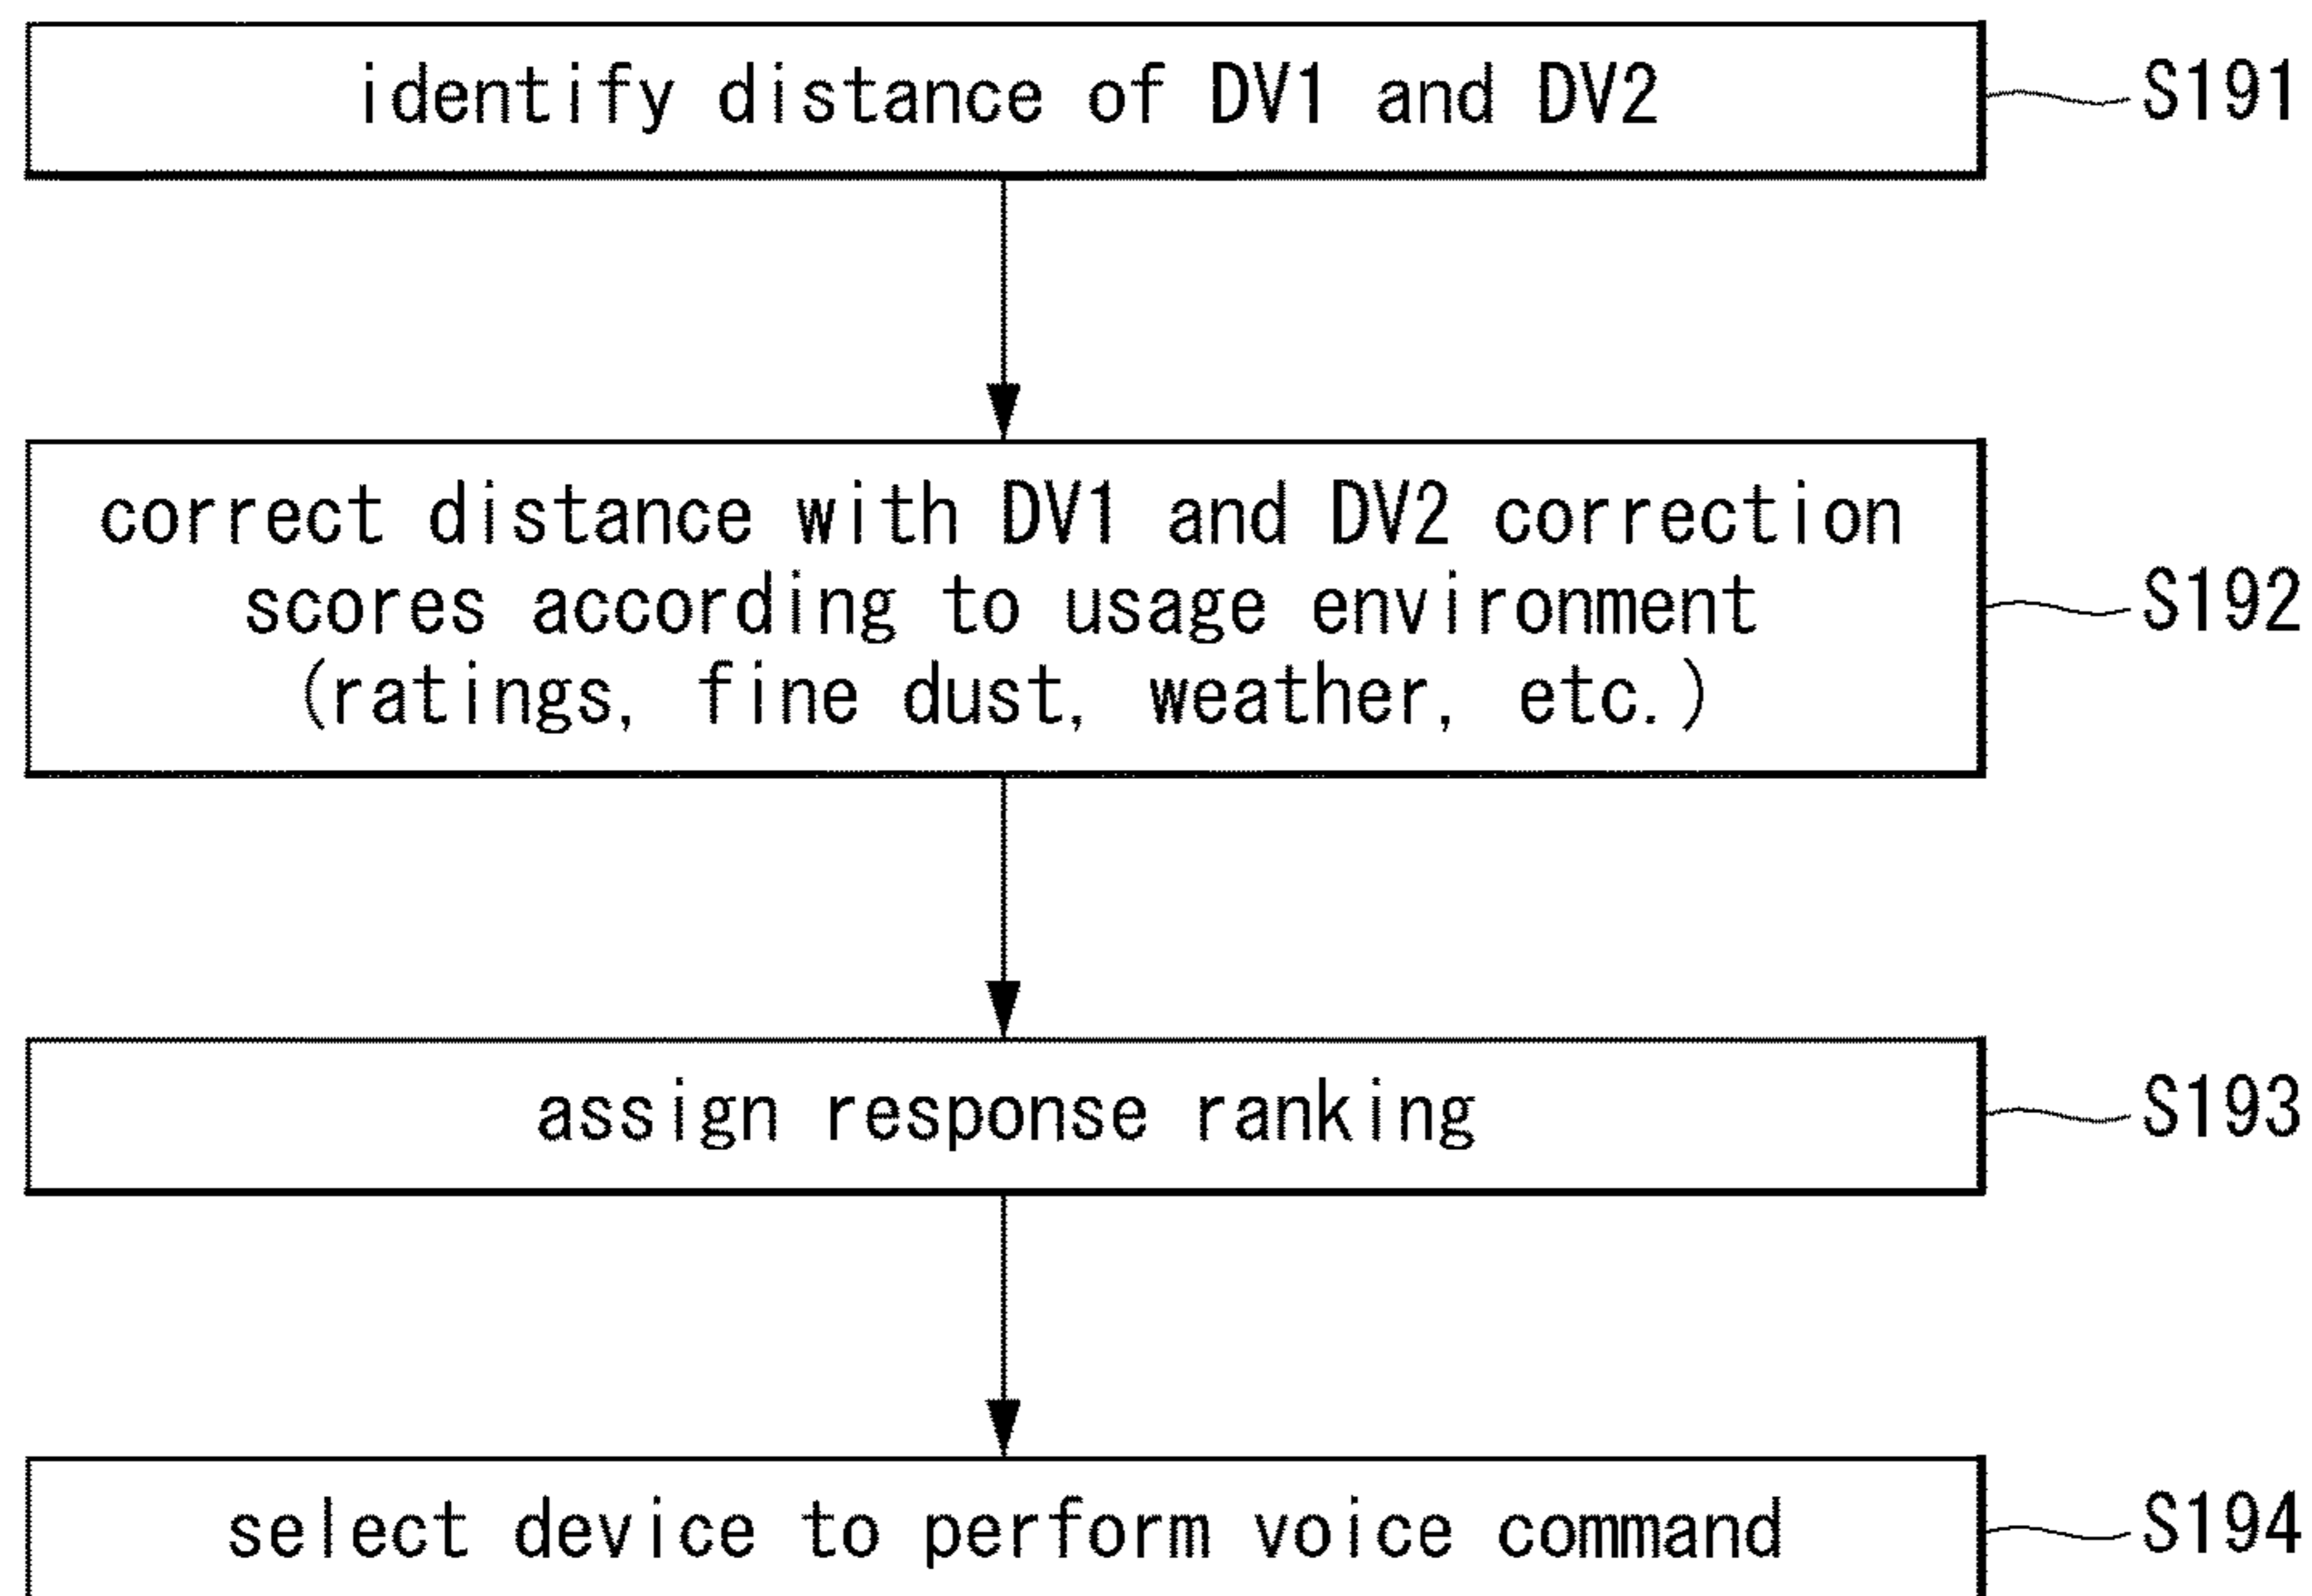 identify distance of DV1 and DV2
S191
correct distance with DV1 and DV2 correction
scores according to usage environment
(ratings, fine dust, weather, etc.)
S192
assign response ranking
S193
select device to perform voice command
S194